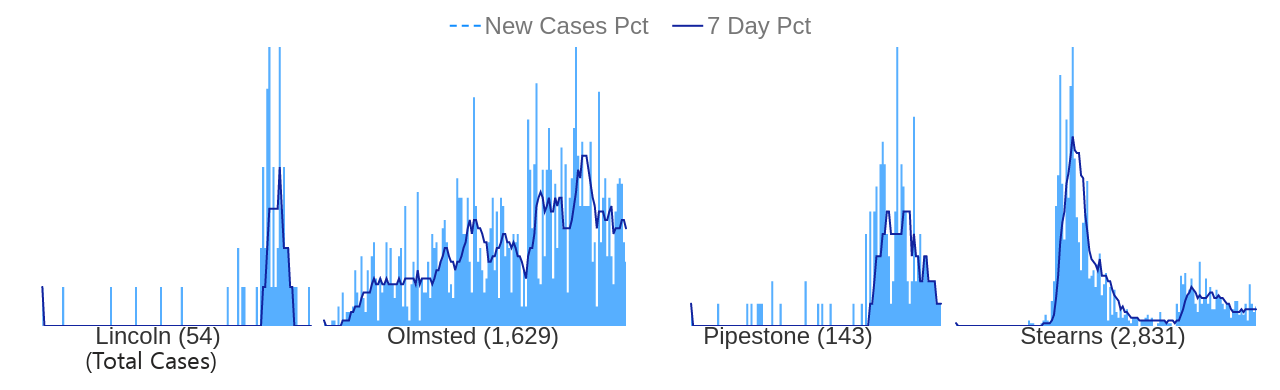 New Cases Pct 7 Day Pct
Lincoln (54) Olmsted (1,629) Pipestone (143) Stearns (2,831)
(Total Cases)